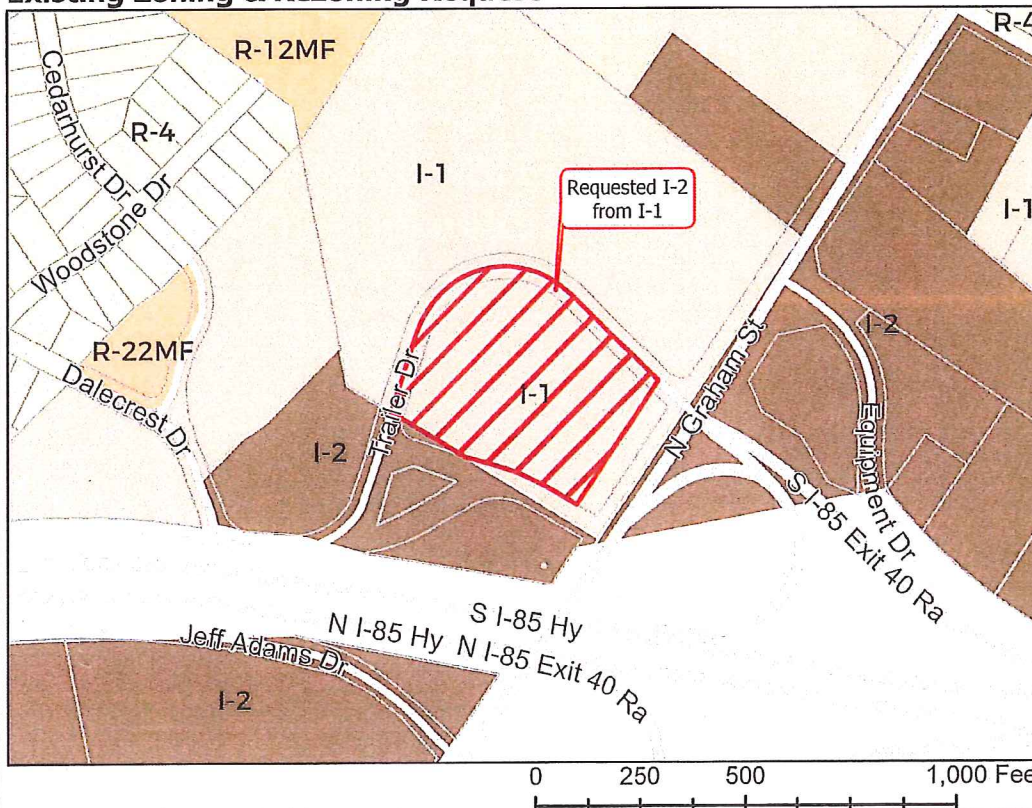 R-12MF
R-4
Cedarhurst Dr
R-4
I-1
Requested I-2
from I-1
I-1
Woodstone Dr
I-2
R-22MF
I-1
N Graham St
Trailer Dr
Dalecrest Dr
I-2
Equipment Dr
S I-85 Exit 40 Ra
S I-85 Hy
N I-85 Hy
N I-85 Exit 40 Ra
Jeff Adams Dr
I-2
0
250
500
1,000 Fee